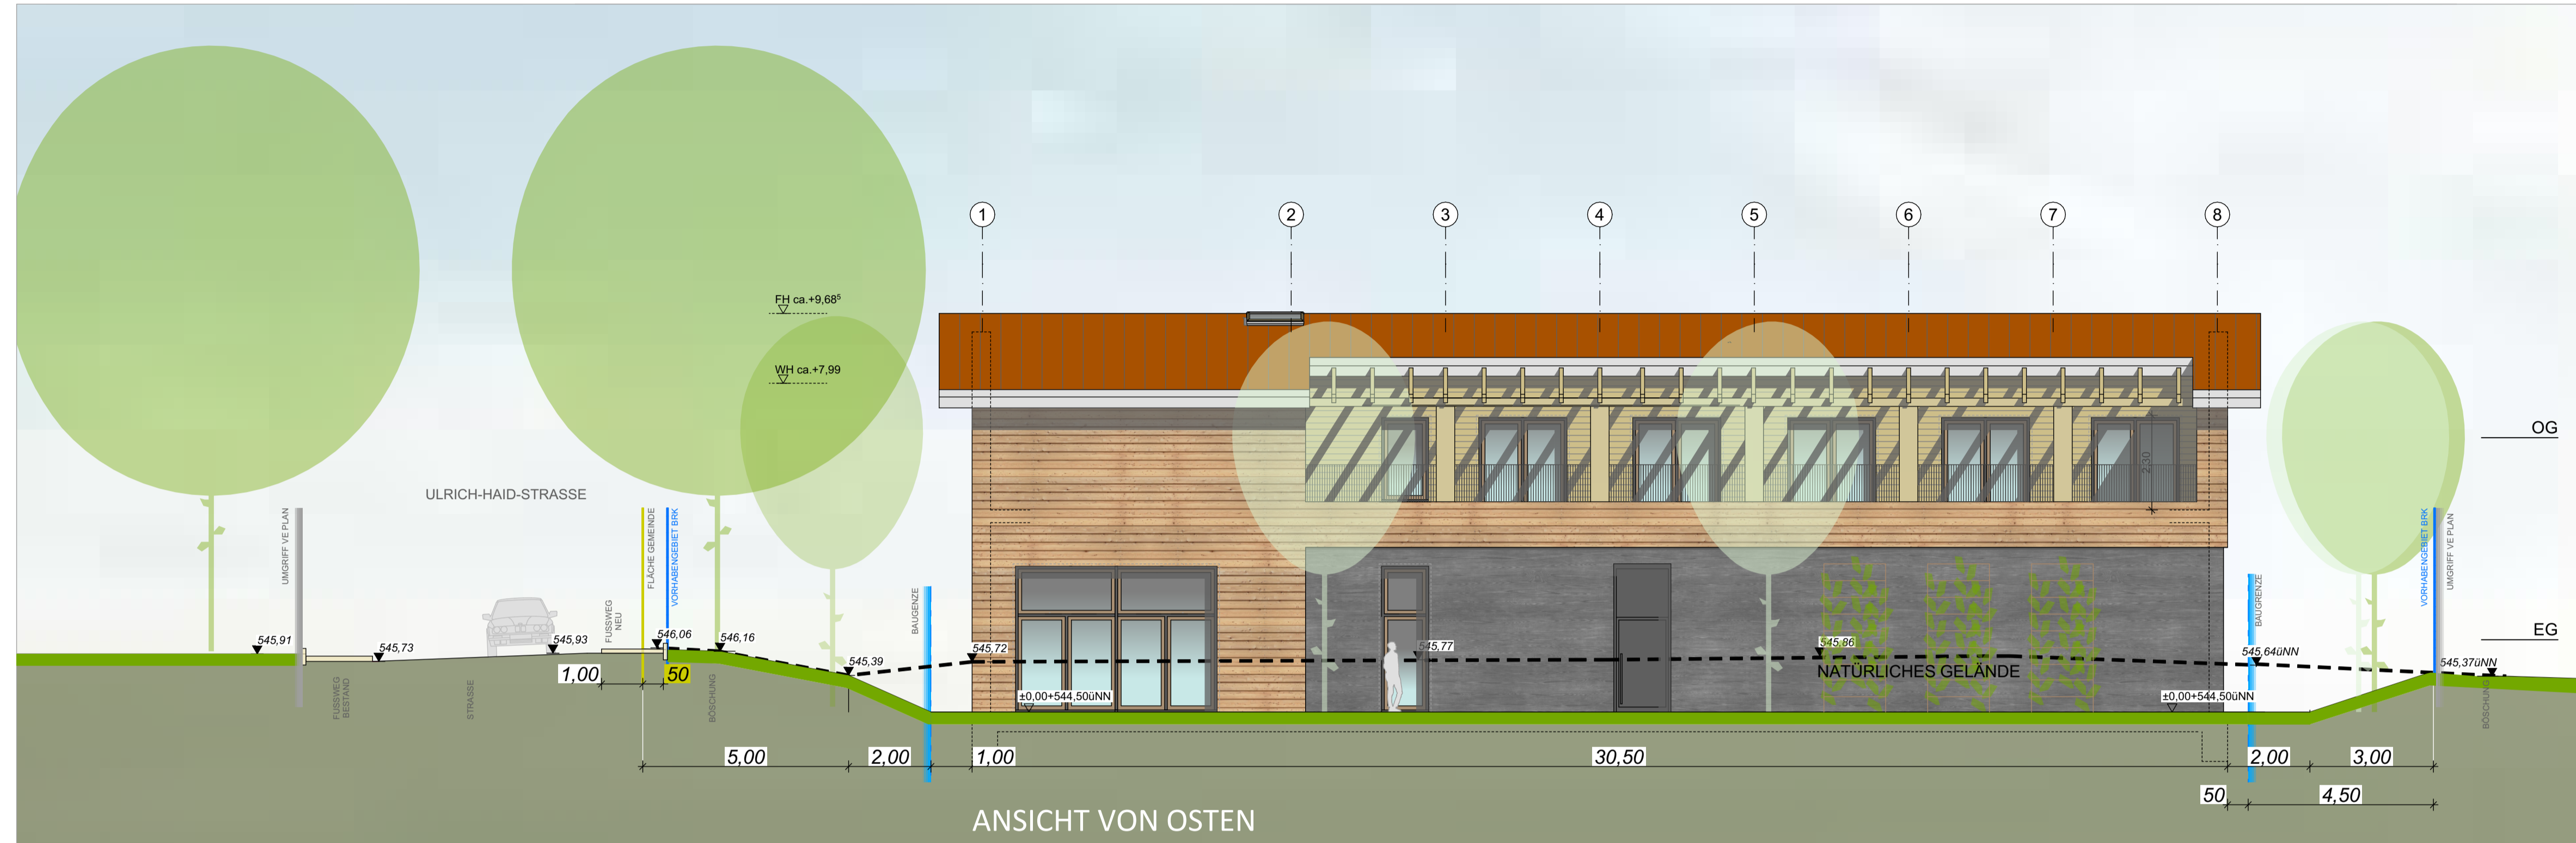 1
2
3
4
5
6
7
8
FH ca.+9,68⁵
WH ca.+7,99
OG
2,30
ULRICH-HAID-STRASSE
UMGRIFF VE PLAN
FLÄCHE GEMEINDE
VORHABENGEBIET BRK
BAUGENZE
BAUGRENZE
VORHABENGEBIET BRK
UMGRIFF VE PLAN
EG
545,91
545,73
545,93
FUSSWEG
NEU
546,06
546,16
545,39
545,72
545,77
545,86
545,64üNN
545,37üNN
NATÜRLICHES GELÄNDE
1,00
50
FUSSWEG
BESTAND
STRASSE
BÖSCHUNG
±0,00+544,50üNN
±0,00+544,50üNN
BÖSCHUNG
5,00
2,00
1,00
30,50
2,00
3,00
50
4,50
ANSICHT VON OSTEN